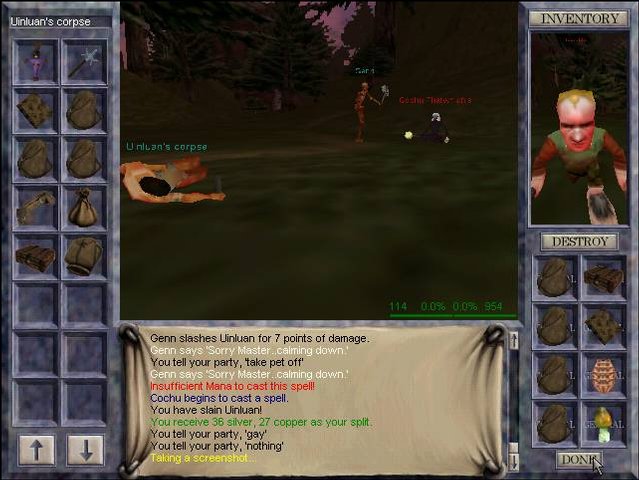 Uinluan's corpse
INVENTORY
Genn
Uinluan's corpse
DESTROY
114 0.0% 0.0% 954
Genn slashes Uinluan for 7 points of damage.
Genn says 'Sorry Master..calming down.'
You tell your party, 'take pet off'
Genn says 'Sorry Master..calming down.'
Insufficient Mana to cast this spell!
Cochu begins to cast a spell.
You have slain Uinluan!
You receive 36 silver, 27 copper as your split.
You tell your party, 'gay'
You tell your party, 'nothing'
Taking a screenshot...
DONE